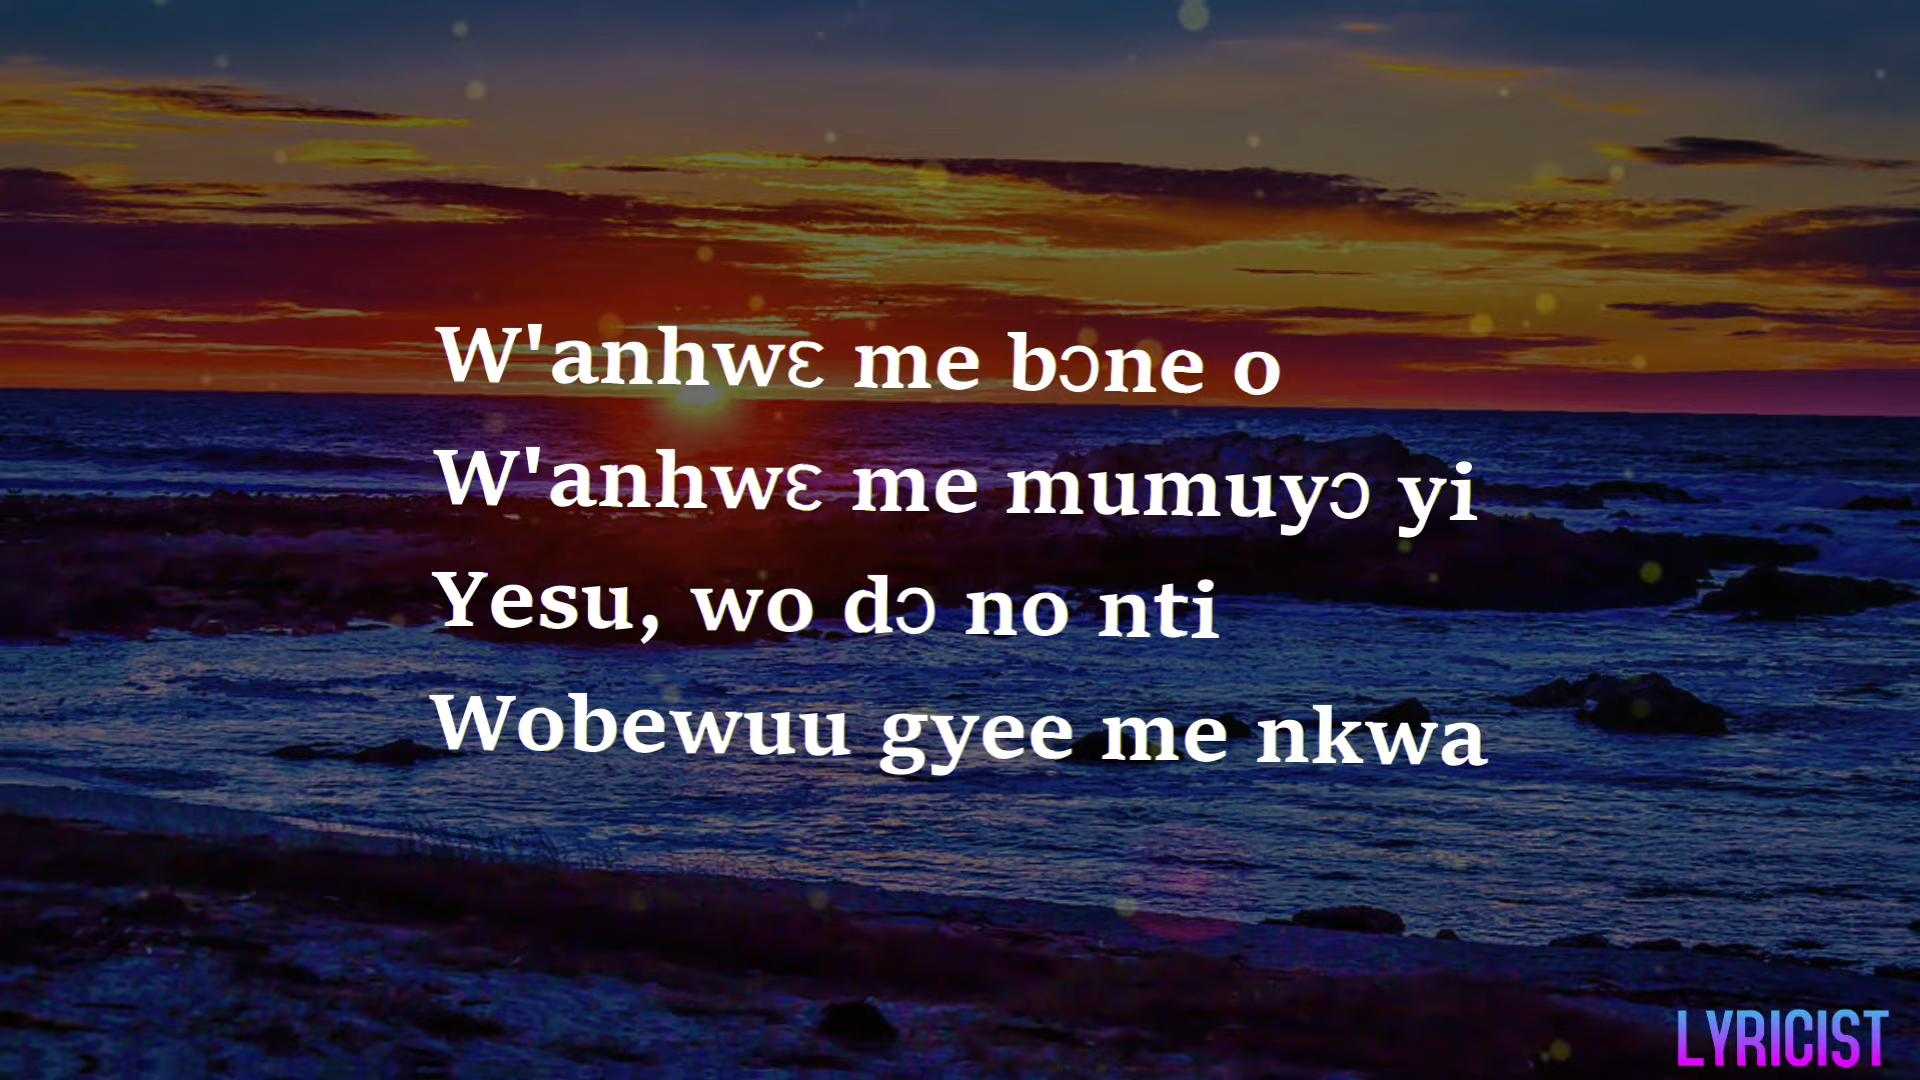 W'anhwɛ me bɔne o
W'anhwɛ me mumuyɔ yi
Yesu, wo dɔ no nti
Wobewuu gyee me nkwa
LYRICIST